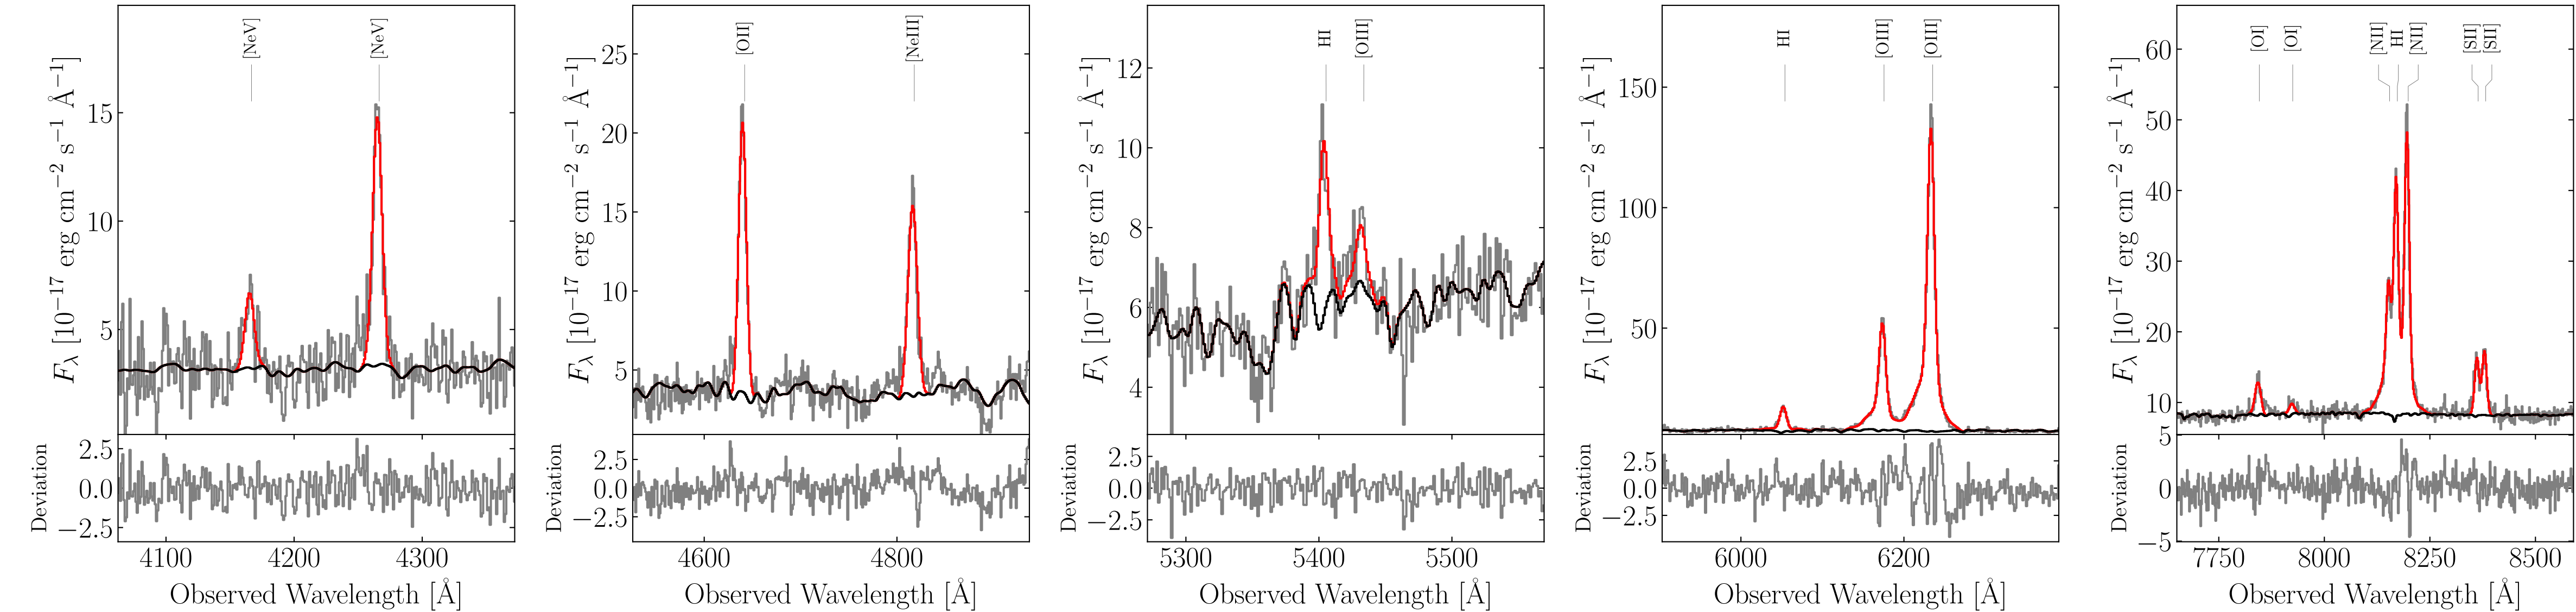 [NeV]
[NeV]
15
10
5
F_λ [10^−17 erg cm^−2 s^−1 Å^−1]
2.5
0.0
−2.5
Deviation
4100
4200
4300
Observed Wavelength [Å]
[OII]
[NeIII]
25
20
15
10
5
F_λ [10^−17 erg cm^−2 s^−1 Å^−1]
2.5
0.0
−2.5
Deviation
4600
4800
Observed Wavelength [Å]
HI
[OIII]
12
10
8
6
4
F_λ [10^−17 erg cm^−2 s^−1 Å^−1]
2.5
0.0
−2.5
Deviation
5300
5400
5500
Observed Wavelength [Å]
HI
[OIII]
[OIII]
150
100
50
F_λ [10^−17 erg cm^−2 s^−1 Å^−1]
2.5
0.0
−2.5
Deviation
6000
6200
Observed Wavelength [Å]
[OI]
[OI]
[NII]
HI
[NII]
[SII]
[SII]
60
50
40
30
20
10
F_λ [10^−17 erg cm^−2 s^−1 Å^−1]
5
5
0
−5
Deviation
7750
8000
8250
8500
Observed Wavelength [Å]